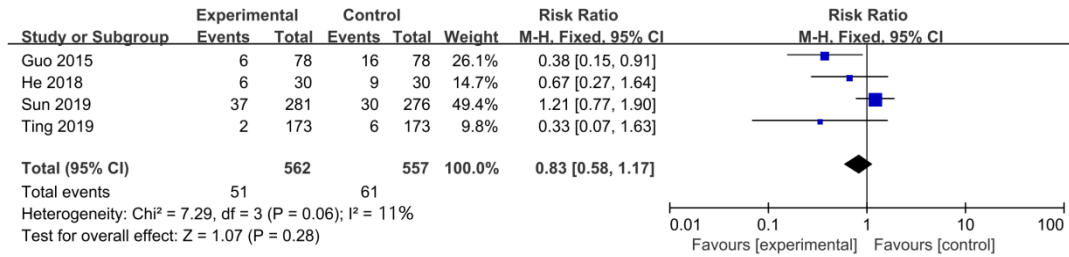 Experimental Control Risk Ratio Risk Ratio
Study or Subgroup Events Total Events Total Weight M-H, Fixed, 95% CI M-H, Fixed, 95% CI
Guo 2015 6 78 16 78 26.1% 0.38 [0.15, 0.91]
He 2018 6 30 9 30 14.7% 0.67 [0.27, 1.64]
Sun 2019 37 281 30 276 49.4% 1.21 [0.77, 1.90]
Ting 2019 2 173 6 173 9.8% 0.33 [0.07, 1.63]
Total (95% CI) 562 557 100.0% 0.83 [0.58, 1.17]
Total events 51 61
Heterogeneity: Chi² = 7.29, df = 3 (P = 0.06); I² = 11%
Test for overall effect: Z = 1.07 (P = 0.28)
0.01 0.1 1 10 100
Favours [experimental] Favours [control]